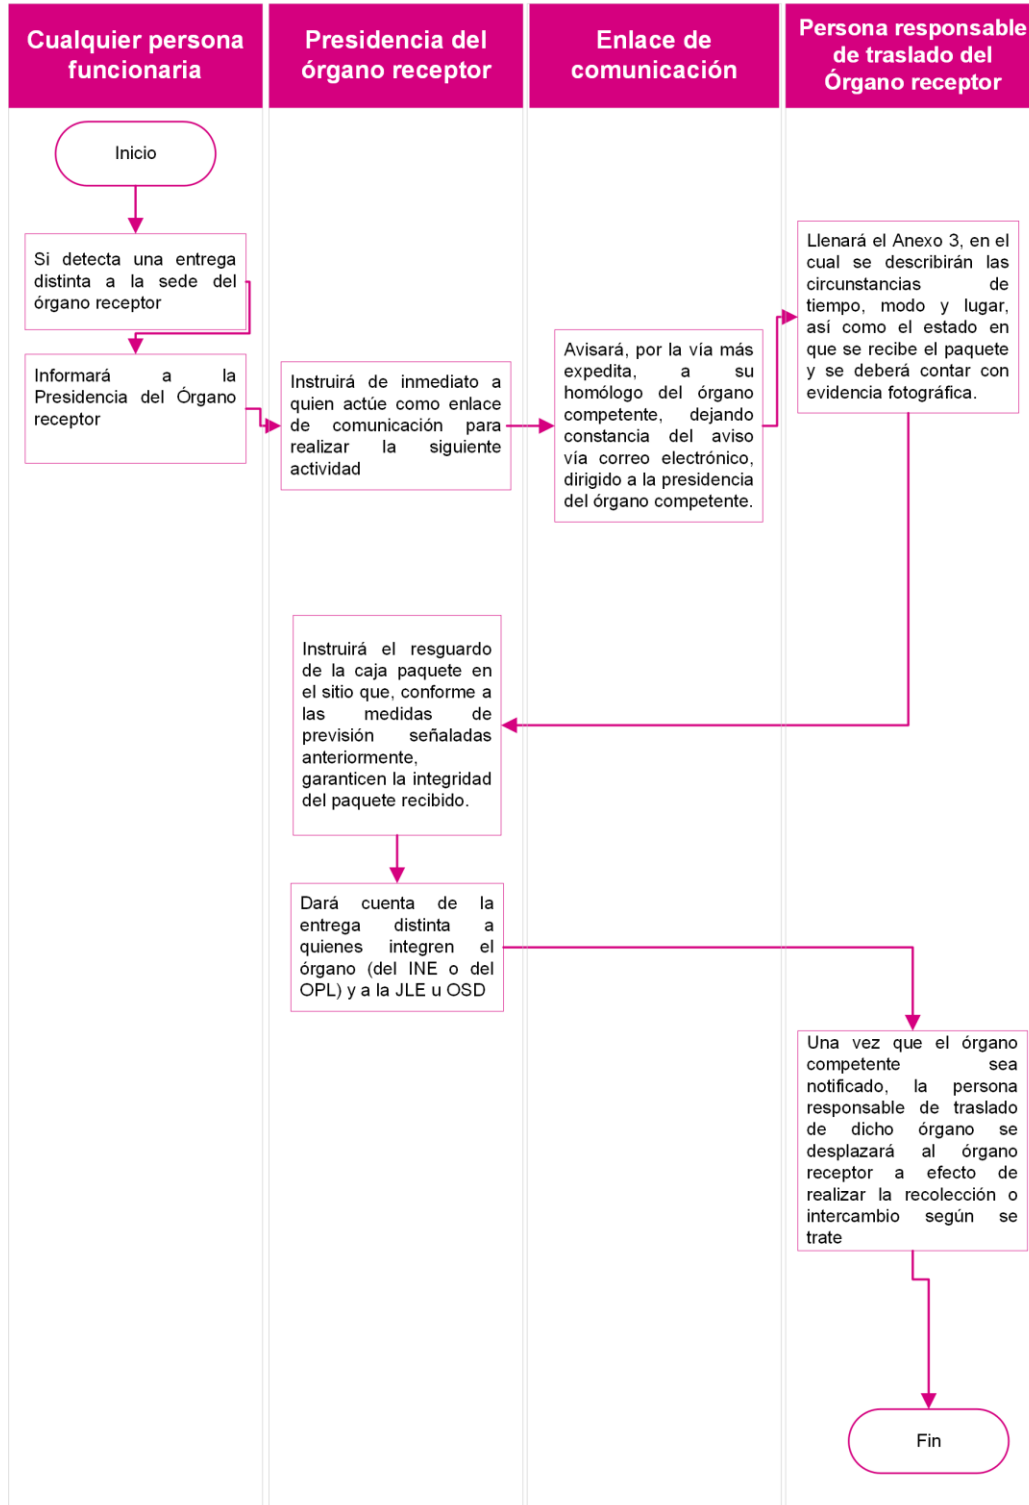 Cualquier persona
funcionaria
Presidencia del
órgano receptor
Enlace de
comunicación
Persona responsable
de traslado del
Órgano receptor
Inicio
Si detecta una entrega
distinta a la sede del
órgano receptor
Informará a la
Presidencia del Órgano
receptor
Instruirá de inmediato a
quien actúe como enlace
de comunicación para
realizar la siguiente
actividad
Avisará, por la vía más
expedita, a su
homólogo del órgano
competente, dejando
constancia del aviso
vía correo electrónico,
dirigido a la presidencia
del órgano competente.
Llenará el Anexo 3, en el
cual se describirán las
circunstancias de
tiempo, modo y lugar,
así como el estado en
que se recibe el paquete
y se deberá contar con
evidencia fotográfica.
Instruirá el resguardo
de la caja paquete en
el sitio que, conforme a
las medidas de
previsión señaladas
anteriormente,
garanticen la integridad
del paquete recibido.
Dará cuenta de la
entrega distinta a
quienes integren el
órgano (del INE o del
OPL) y a la JLE u OSD
Una vez que el órgano
competente sea
notificado, la persona
responsable de traslado
de dicho órgano se
desplazará al órgano
receptor a efecto de
realizar la recolección o
intercambio según se
trate
Fin